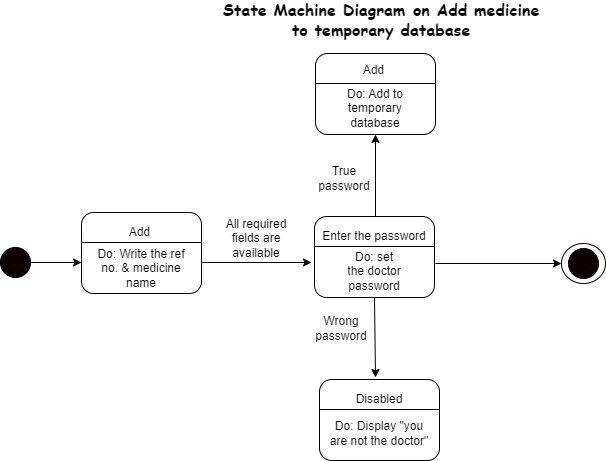 State Machine Diagram on Add medicine
to temporary database
Add
Do: Add to
temporary
database
True
password
Add
Do: Write the ref
no. & medicine
name
All required
fields are
available
Enter the password
Do: set
the doctor
password
Wrong
password
Disabled
Do: Display "you
are not the doctor"